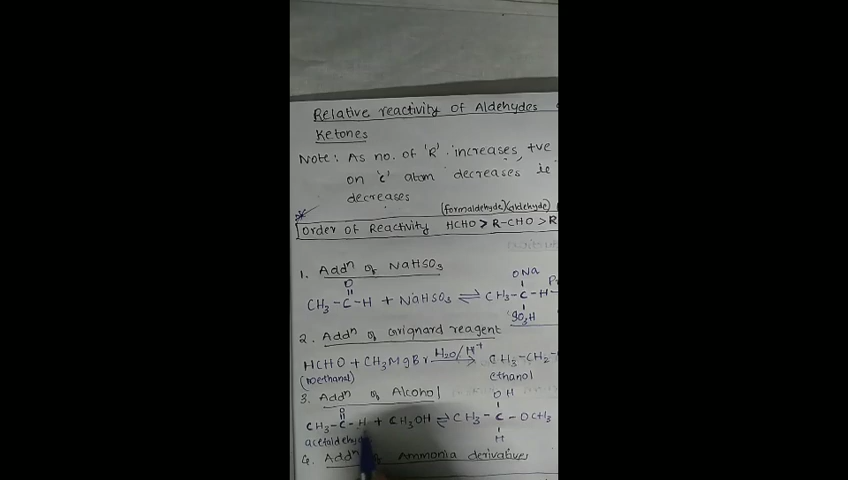 Relative reactivity of Aldehydes
Ketones
Note: As no. of 'R' increases, +ve
on 'c' atom decreases ie
decreases
(formaldehyde)(aldehyde)
Order of Reactivity HCHO > R-CHO > R
1. Addⁿ of NaHSO₃
O ONa
CH₃-C-H + NaHSO₃ ⇌ CH₃-C-H
SO₃H
2. Addⁿ of Grignard reagent
HCHO + CH₃MgBr H₂O/H⁺ → CH₃-CH₂-
ethanol
3. Addⁿ of Alcohol OH
O
CH₃-C-H + CH₃OH ⇌ CH₃-C-OCH₃
acetaldehyde H
4. Addⁿ of Ammonia derivatives